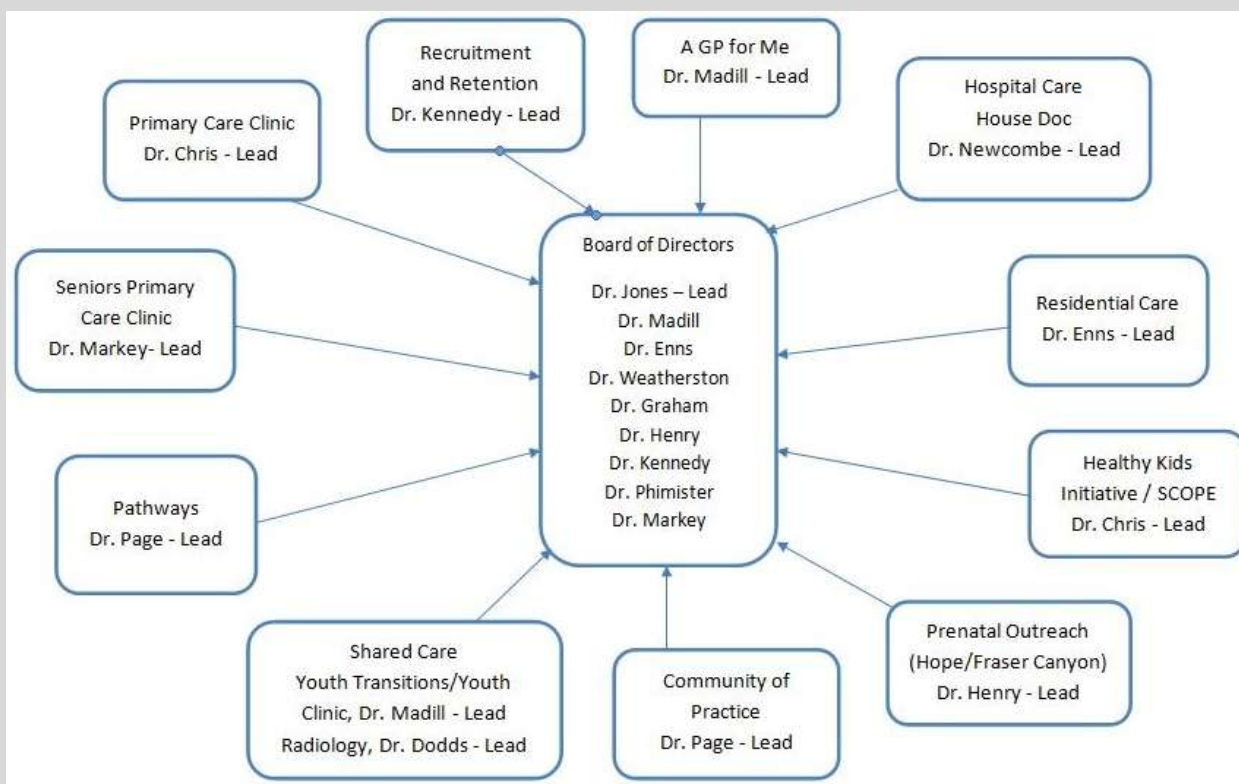 Recruitment
and Retention
Dr. Kennedy - Lead
A GP for Me
Dr. Madill - Lead
Hospital Care
House Doc
Dr. Newcombe - Lead
Primary Care Clinic
Dr. Chris - Lead
Seniors Primary
Care Clinic
Dr. Markey- Lead
Board of Directors
Dr. Jones – Lead
Dr. Madill
Dr. Enns
Dr. Weatherston
Dr. Graham
Dr. Henry
Dr. Kennedy
Dr. Phimister
Dr. Markey
Residential Care
Dr. Enns - Lead
Pathways
Dr. Page - Lead
Healthy Kids
Initiative / SCOPE
Dr. Chris - Lead
Shared Care
Youth Transitions/Youth
Clinic, Dr. Madill - Lead
Radiology, Dr. Dodds - Lead
Community of
Practice
Dr. Page - Lead
Prenatal Outreach
(Hope/Fraser Canyon)
Dr. Henry - Lead